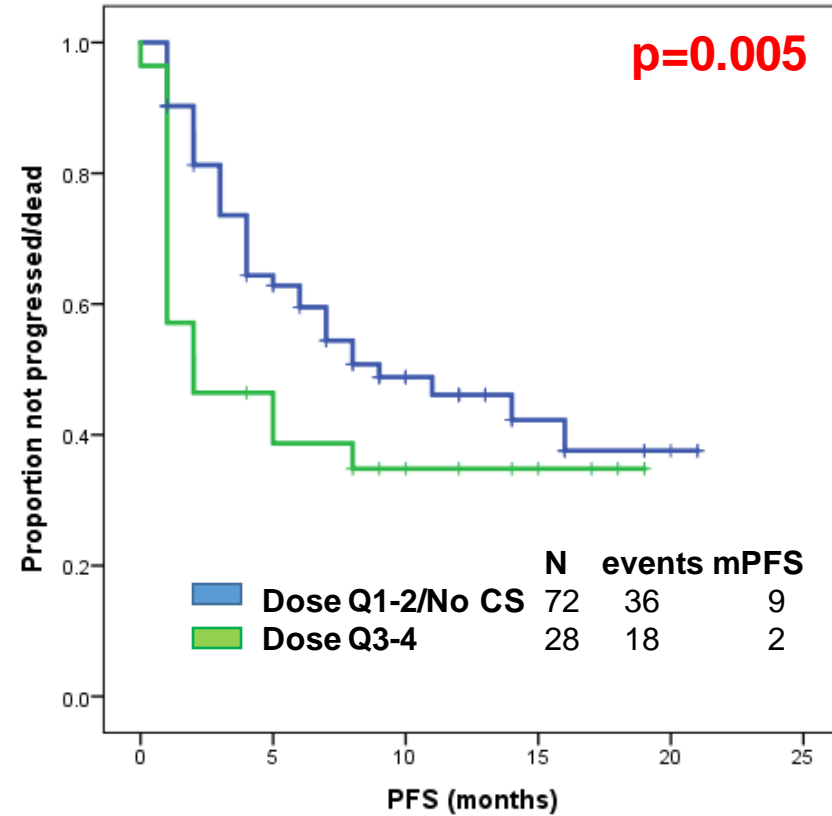 p=0.005
Proportion not progressed/dead
1.0
0.8
0.6
0.4
0.2
0.0
N events mPFS
Dose Q1-2/No CS 72 36 9
Dose Q3-4 28 18 2
0 5 10 15 20 25
PFS (months)